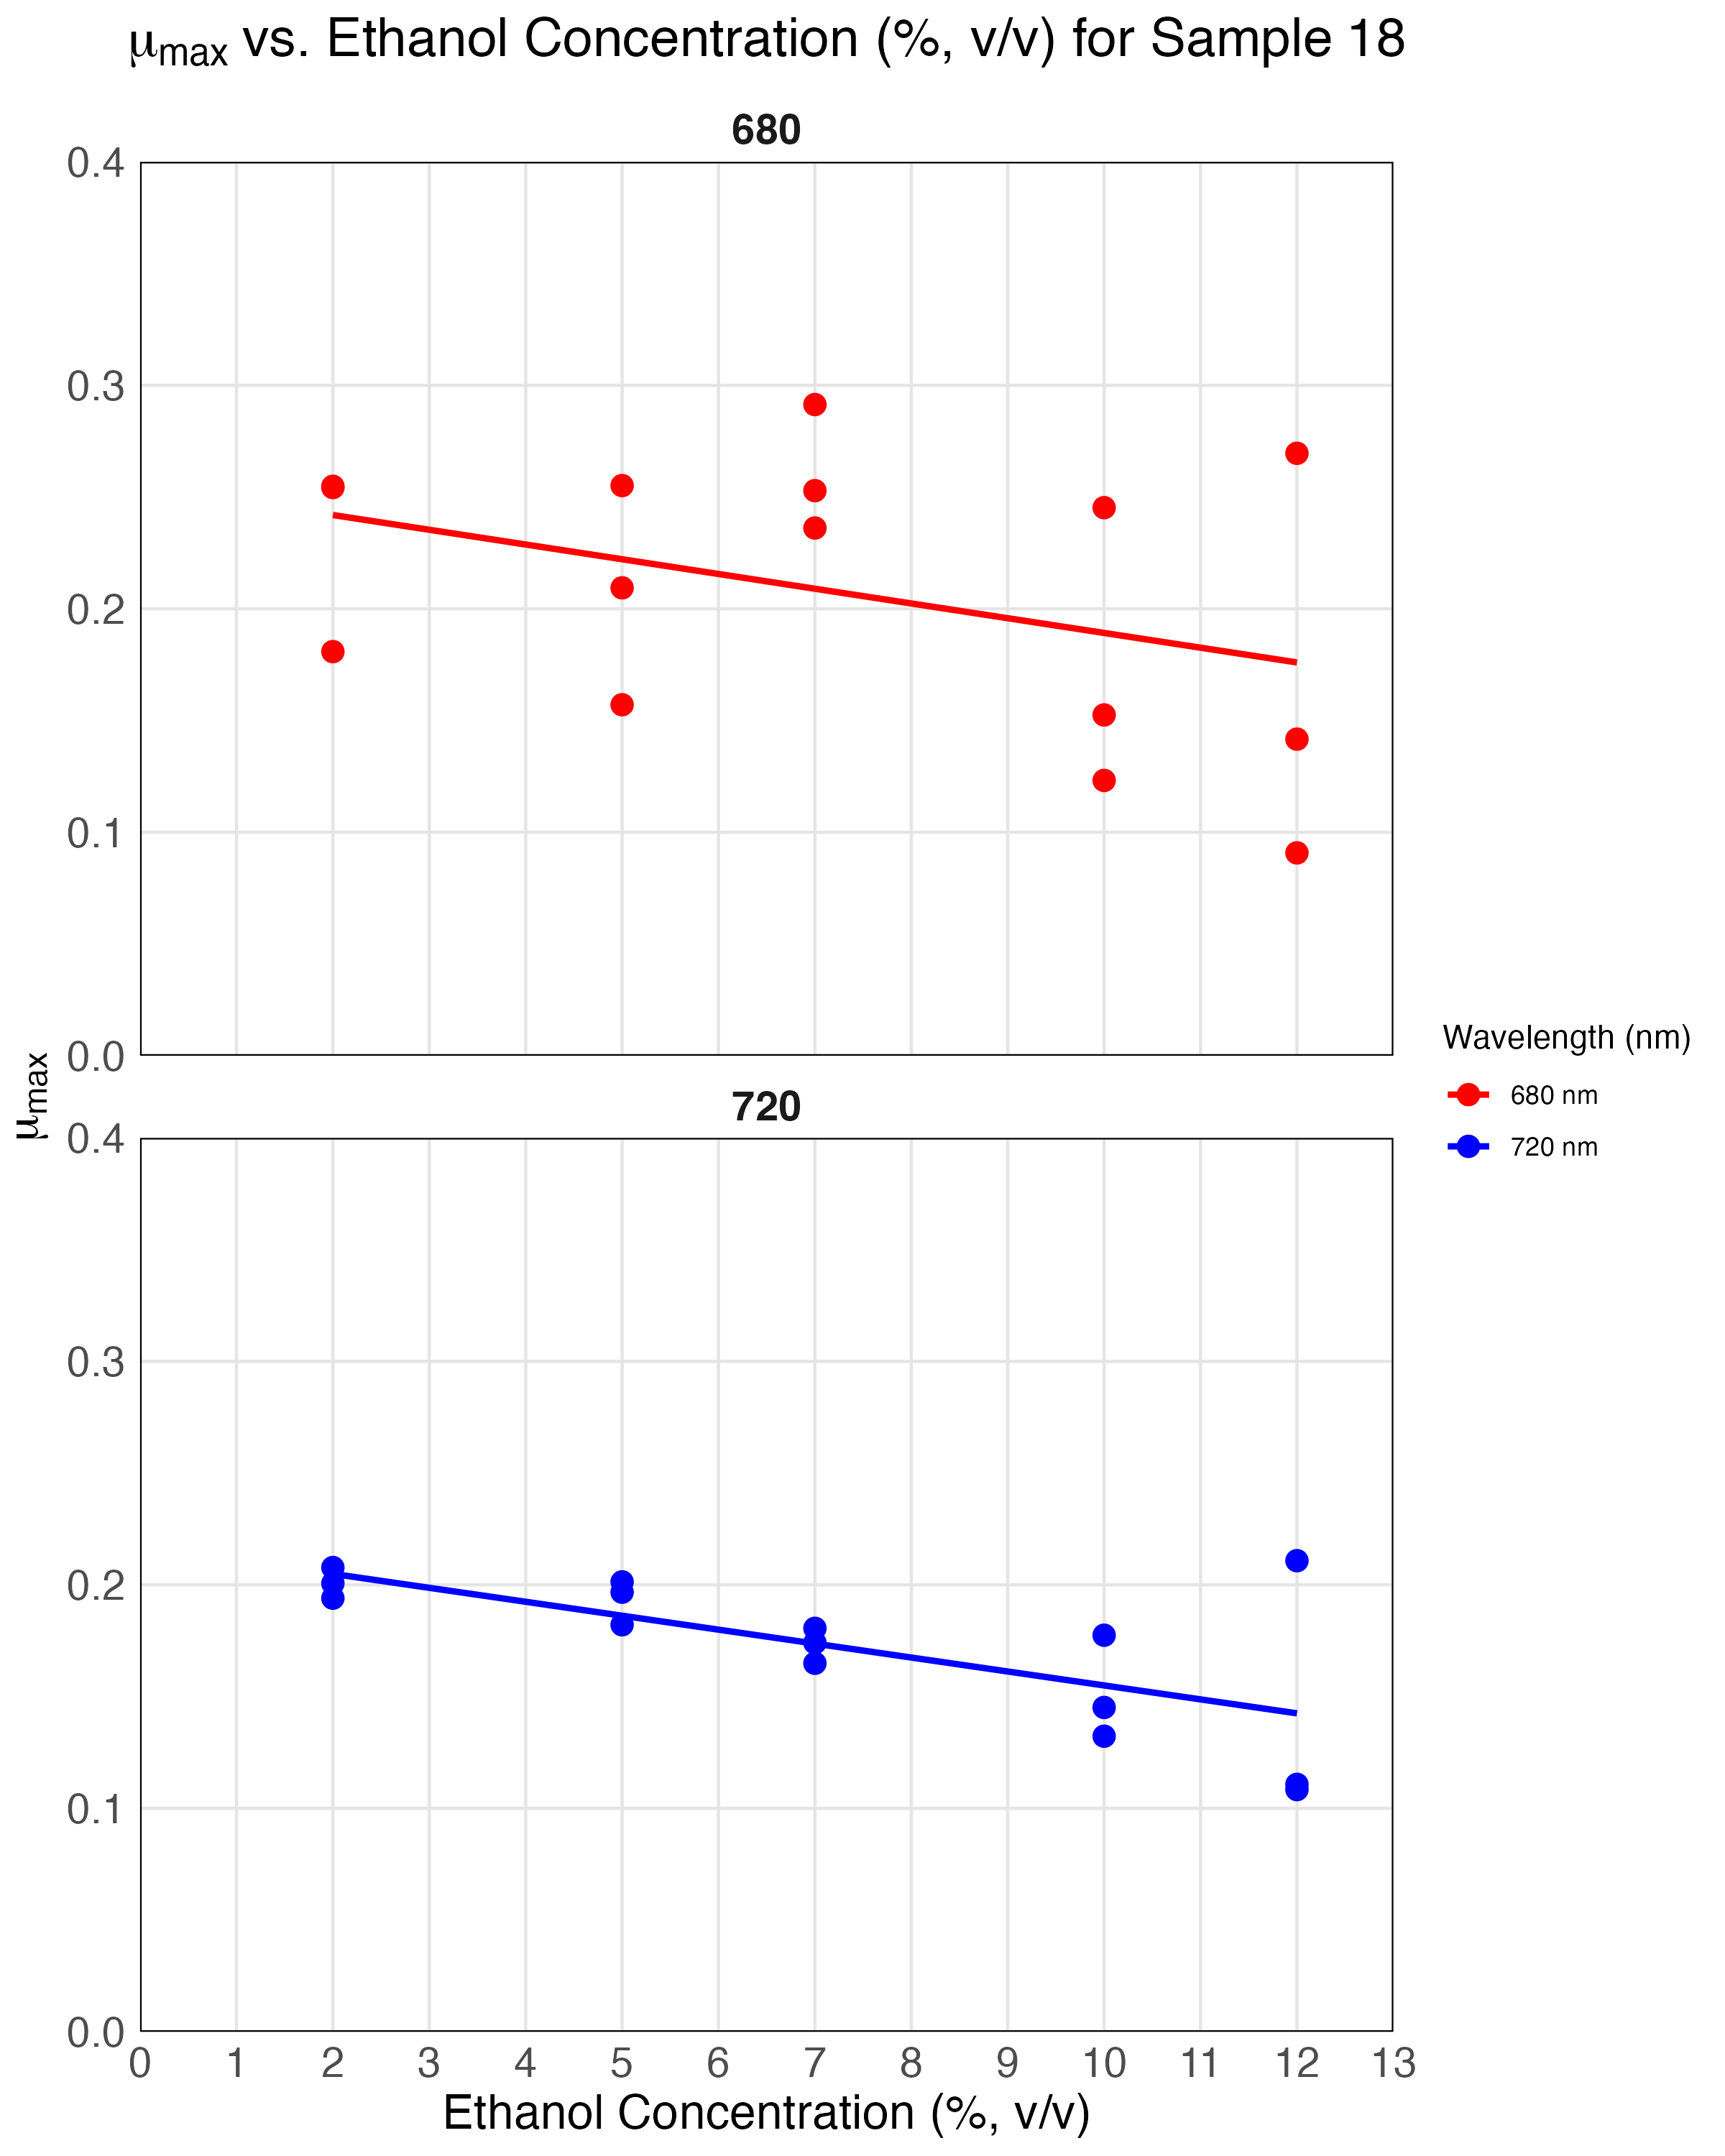 μmax vs. Ethanol Concentration (%, v/v) for Sample 18
680
0.4
0.3
0.2
0.1
0.0
μmax
720
0.4
0.3
0.2
0.1
0.0
0 1 2 3 4 5 6 7 8 9 10 11 12 13
Ethanol Concentration (%, v/v)
Wavelength (nm)
680 nm
720 nm